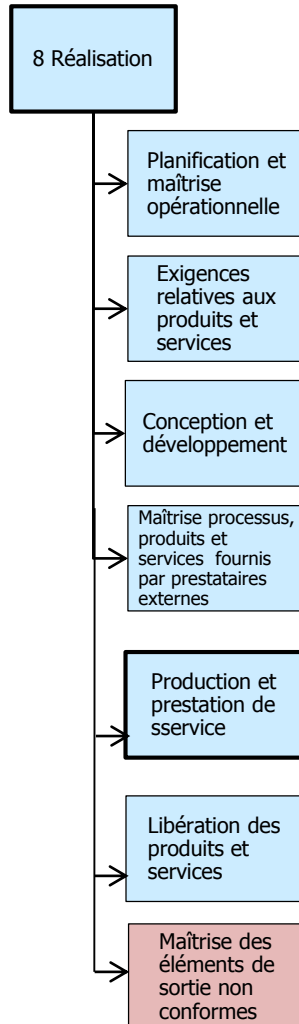 8 Réalisation
Planification et
maîtrise
opérationnelle
Exigences
relatives aux
produits et
services
Conception et
développement
Maîtrise processus,
produits et
services fournis
par prestataires
externes
Production et
prestation de
sservice
Libération des
produits et
services
Maîtrise des
éléments de
sortie non
conformes